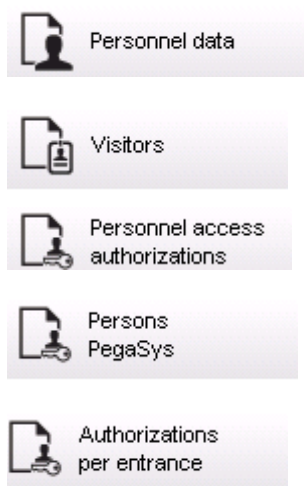 Personnel data
Visitors
Personnel access
authorizations
Persons
PegaSys
Authorizations
per entrance